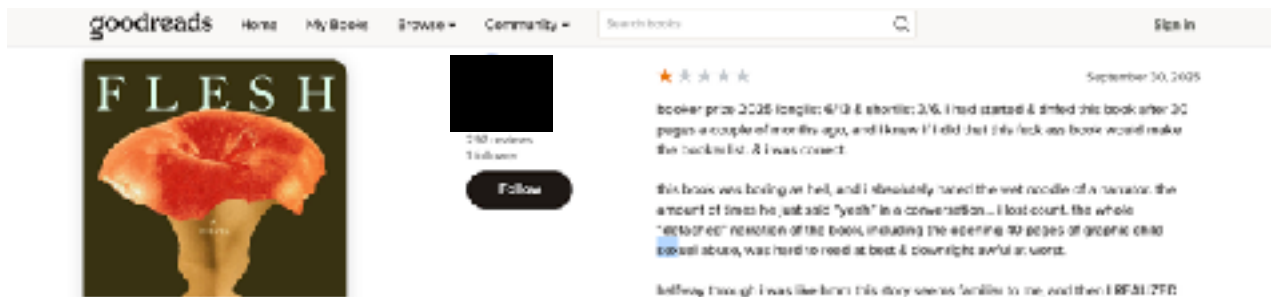 goodreads Home My Books Browse Community Search books Sign in
FLESH
September 30, 2025
booker prize 2025 longlist 6/13 & shortlist 3/6. i had started & dnfed this book after 30
pages a couple of months ago, and i knew if i did that this fuck ass book would make
the booker list. & i was correct.
reviews
Follow
this book was boring as hell, and i absolutely hated the wet noodle of a narrator. the
amount of times he just said "yeah" in a conversation... i lost count. the whole
"detached" narration of the book, including the opening 40 pages of graphic child
sexual abuse, was hard to read at best & downright awful at worst.
halfway through i was like hmm this story seems familiar to me, and then I REALIZED